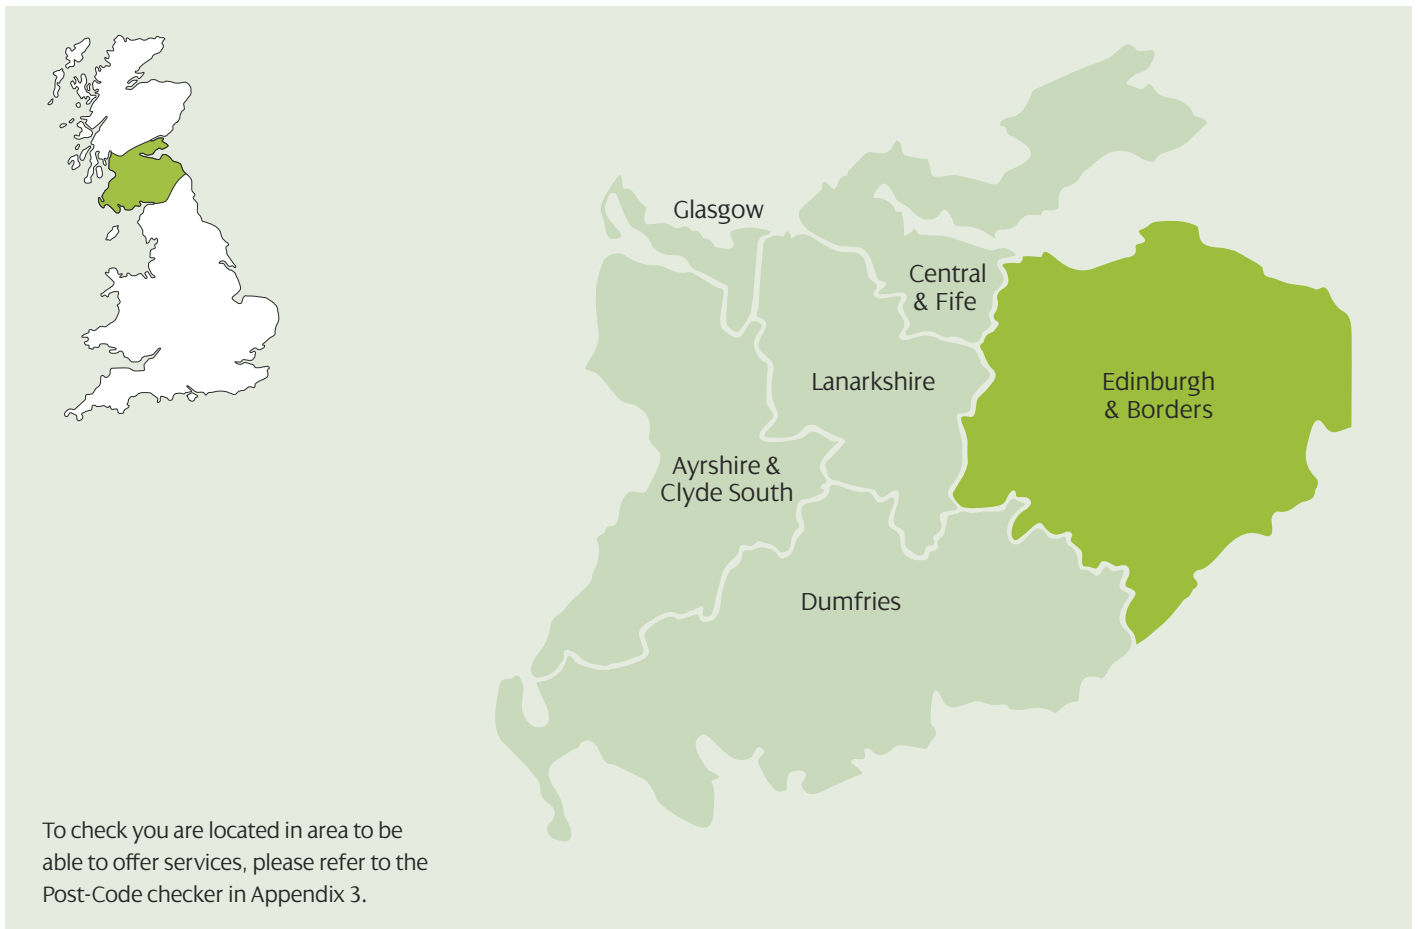 Glasgow
Central
& Fife
Lanarkshire
Edinburgh
& Borders
Ayrshire &
Clyde South
Dumfries
To check you are located in area to be
able to offer services, please refer to the
Post-Code checker in Appendix 3.